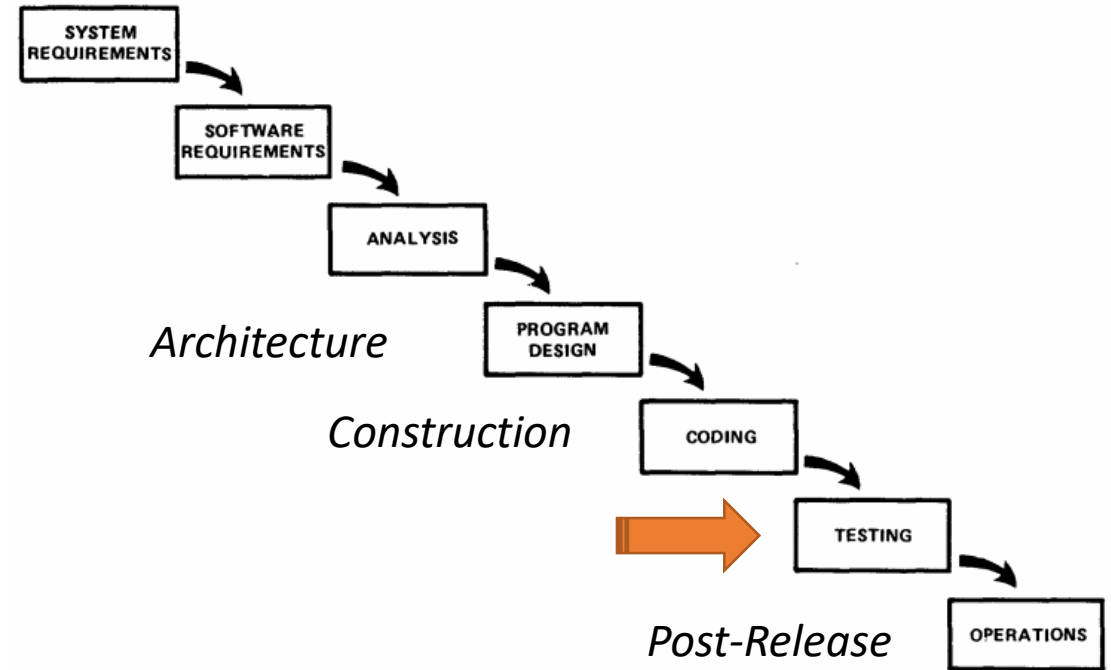 SYSTEM
REQUIREMENTS
SOFTWARE
REQUIREMENTS
ANALYSIS
Architecture
PROGRAM
DESIGN
Construction
CODING
TESTING
Post-Release
OPERATIONS